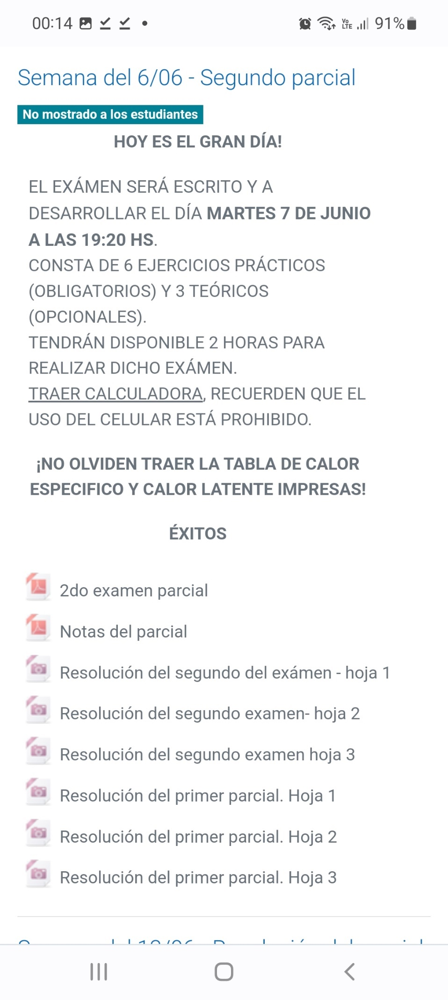 00:14
Vo LTE 91%
Semana del 6/06 - Segundo parcial
No mostrado a los estudiantes
HOY ES EL GRAN DÍA!
EL EXÁMEN SERÁ ESCRITO Y A
DESARROLLAR EL DÍA MARTES 7 DE JUNIO
A LAS 19:20 HS.
CONSTA DE 6 EJERCICIOS PRÁCTICOS
(OBLIGATORIOS) Y 3 TEÓRICOS
(OPCIONALES).
TENDRÁN DISPONIBLE 2 HORAS PARA
REALIZAR DICHO EXÁMEN.
TRAER CALCULADORA, RECUERDEN QUE EL
USO DEL CELULAR ESTÁ PROHIBIDO.
¡NO OLVIDEN TRAER LA TABLA DE CALOR
ESPECIFICO Y CALOR LATENTE IMPRESAS!
ÉXITOS
2do examen parcial
Notas del parcial
Resolución del segundo del exámen - hoja 1
Resolución del segundo examen- hoja 2
Resolución del segundo examen hoja 3
Resolución del primer parcial. Hoja 1
Resolución del primer parcial. Hoja 2
Resolución del primer parcial. Hoja 3